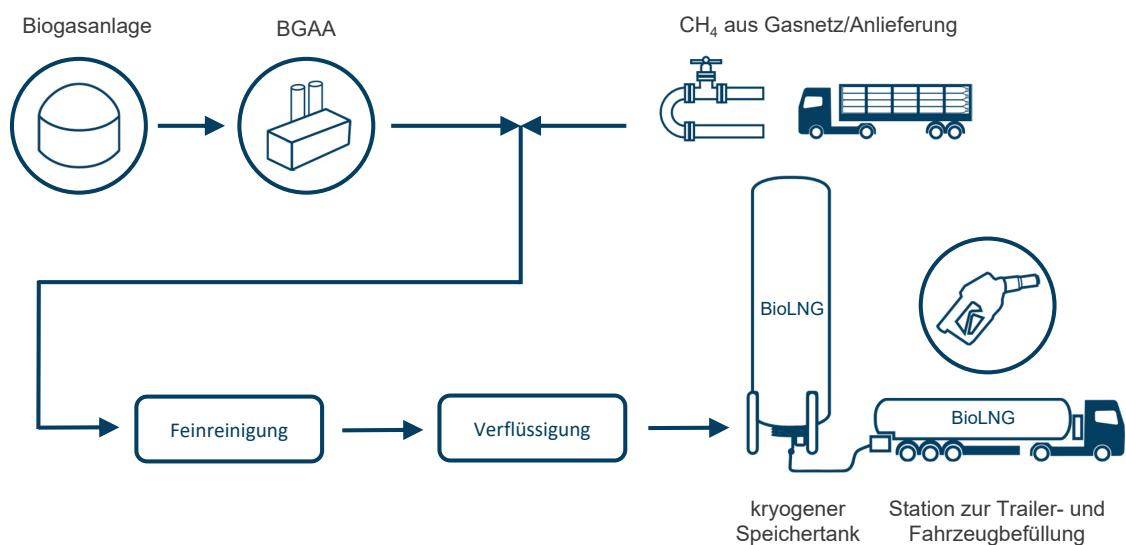 Biogasanlage
BGAA
CH₄ aus Gasnetz/Anlieferung
BioLNG
BioLNG
Feinreinigung
Verflüssigung
kryogener
Speichertank
Station zur Trailer- und
Fahrzeugbefüllung